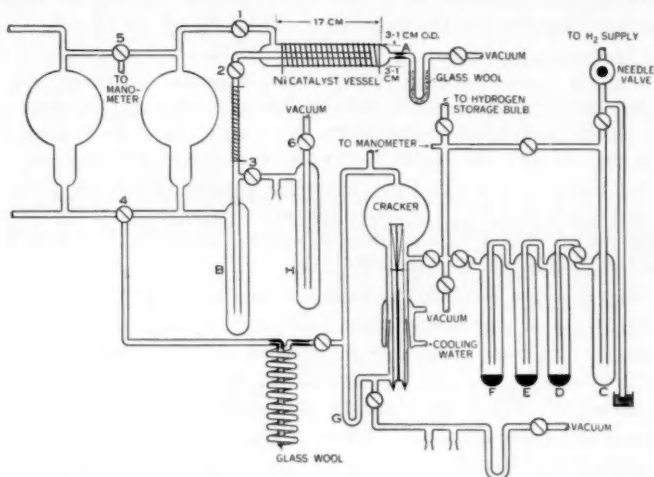 1
17 CM
3·1 CM O.D.
A
5
TO
MANO-
METER
2
3·1
CM
VACUUM
Ni CATALYST VESSEL
GLASS WOOL
TO H₂ SUPPLY
NEEDLE
VALVE
VACUUM
TO HYDROGEN
STORAGE BULB
6
TO MANOMETER
3
CRACKER
4
B
H
VACUUM
COOLING
WATER
F
E
D
C
G
VACUUM
GLASS WOOL